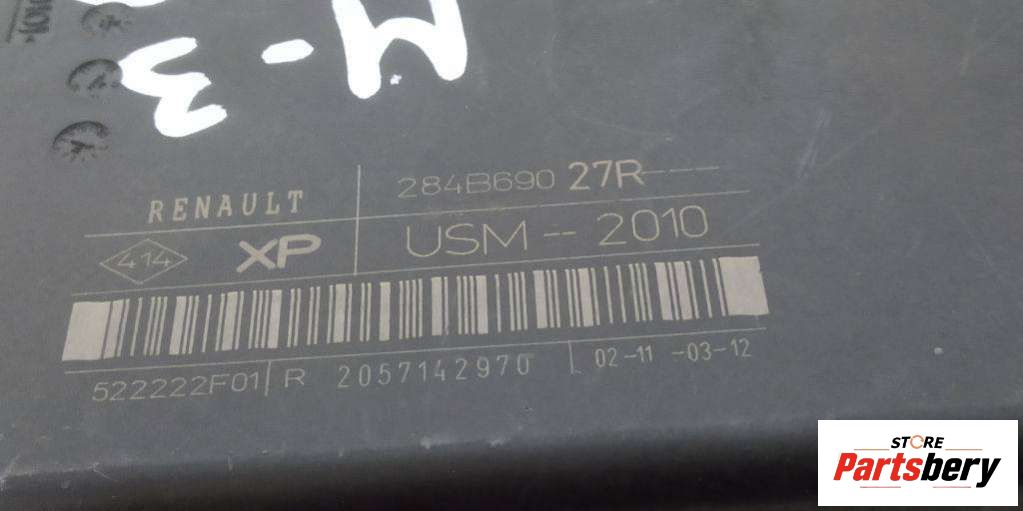 M-3
RENAULT 284B690 27R---
414 XP USM -- 2010
522222F01 R 2057142970 02-11 -03-12
STORE
Partsbery